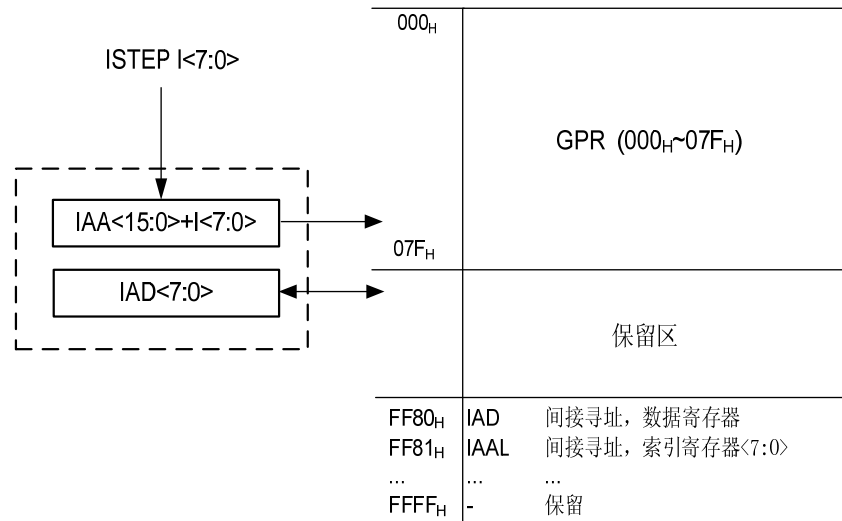 000H
ISTEP I<7:0>
GPR (000H~07FH)
IAA<15:0>+I<7:0>
07FH
IAD<7:0>
保留区
FF80H IAD 间接寻址，数据寄存器
FF81H IAAL 间接寻址，索引寄存器<7:0>
... ... ...
FFFFH - 保留